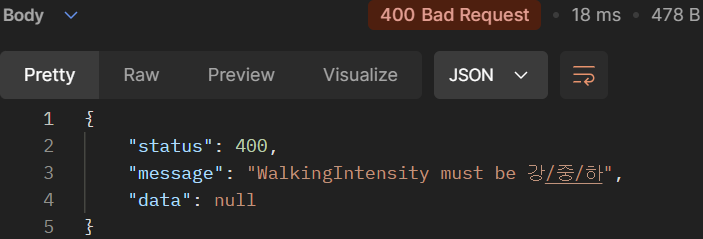 Body 400 Bad Request 18 ms 478 B
Pretty Raw Preview Visualize JSON
1 {
2 "status": 400,
3 "message": "WalkingIntensity must be 강/중/하",
4 "data": null
5 }